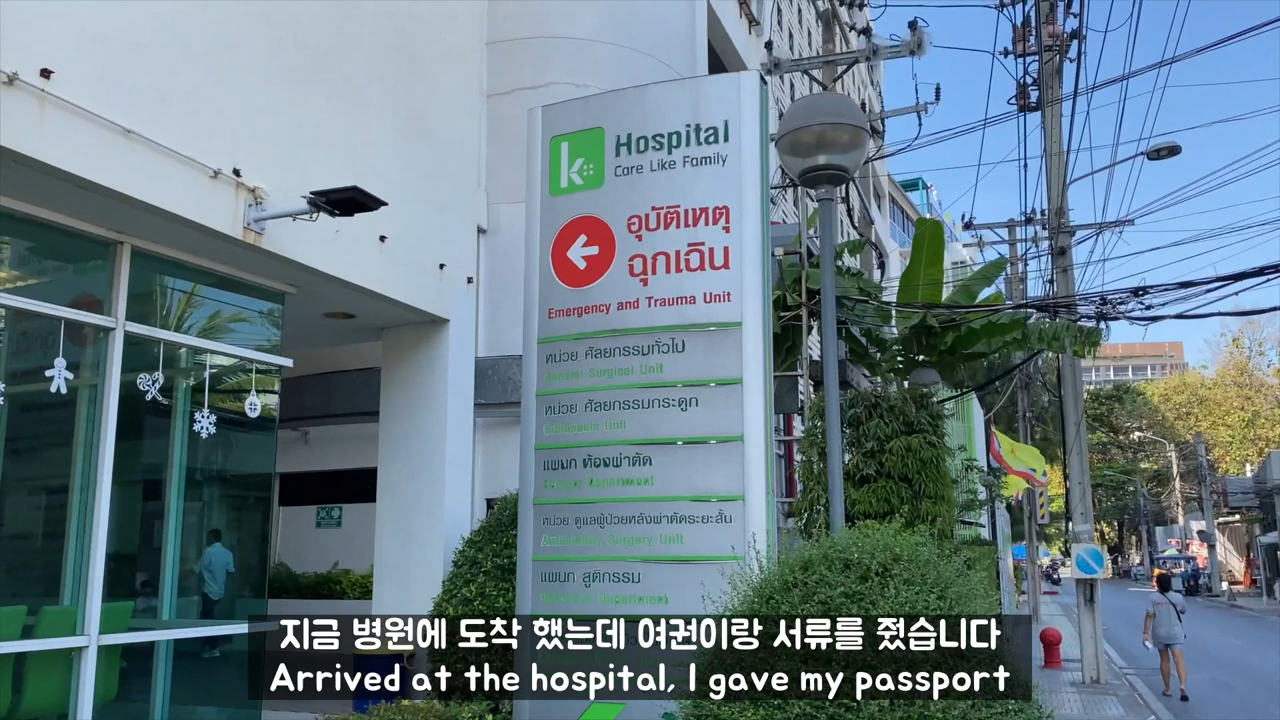 k
Hospital
Care Like Family
อุบัติเหตุ
ฉุกเฉิน
Emergency and Trauma Unit
หน่วย ศัลยกรรมทั่วไป
General Surgical Unit
หน่วย ศัลยกรรมกระดูก
Orthopedic Unit
แผนก ห้องผ่าตัด
Department
หน่วย ดูแลผู้ป่วยหลังผ่าตัดระยะสั้น
Ambulatory Surgery Unit
แผนก สูติกรรม
Department
지금 병원에 도착 했는데 여권이랑 서류를 줬습니다
Arrived at the hospital, I gave my passport